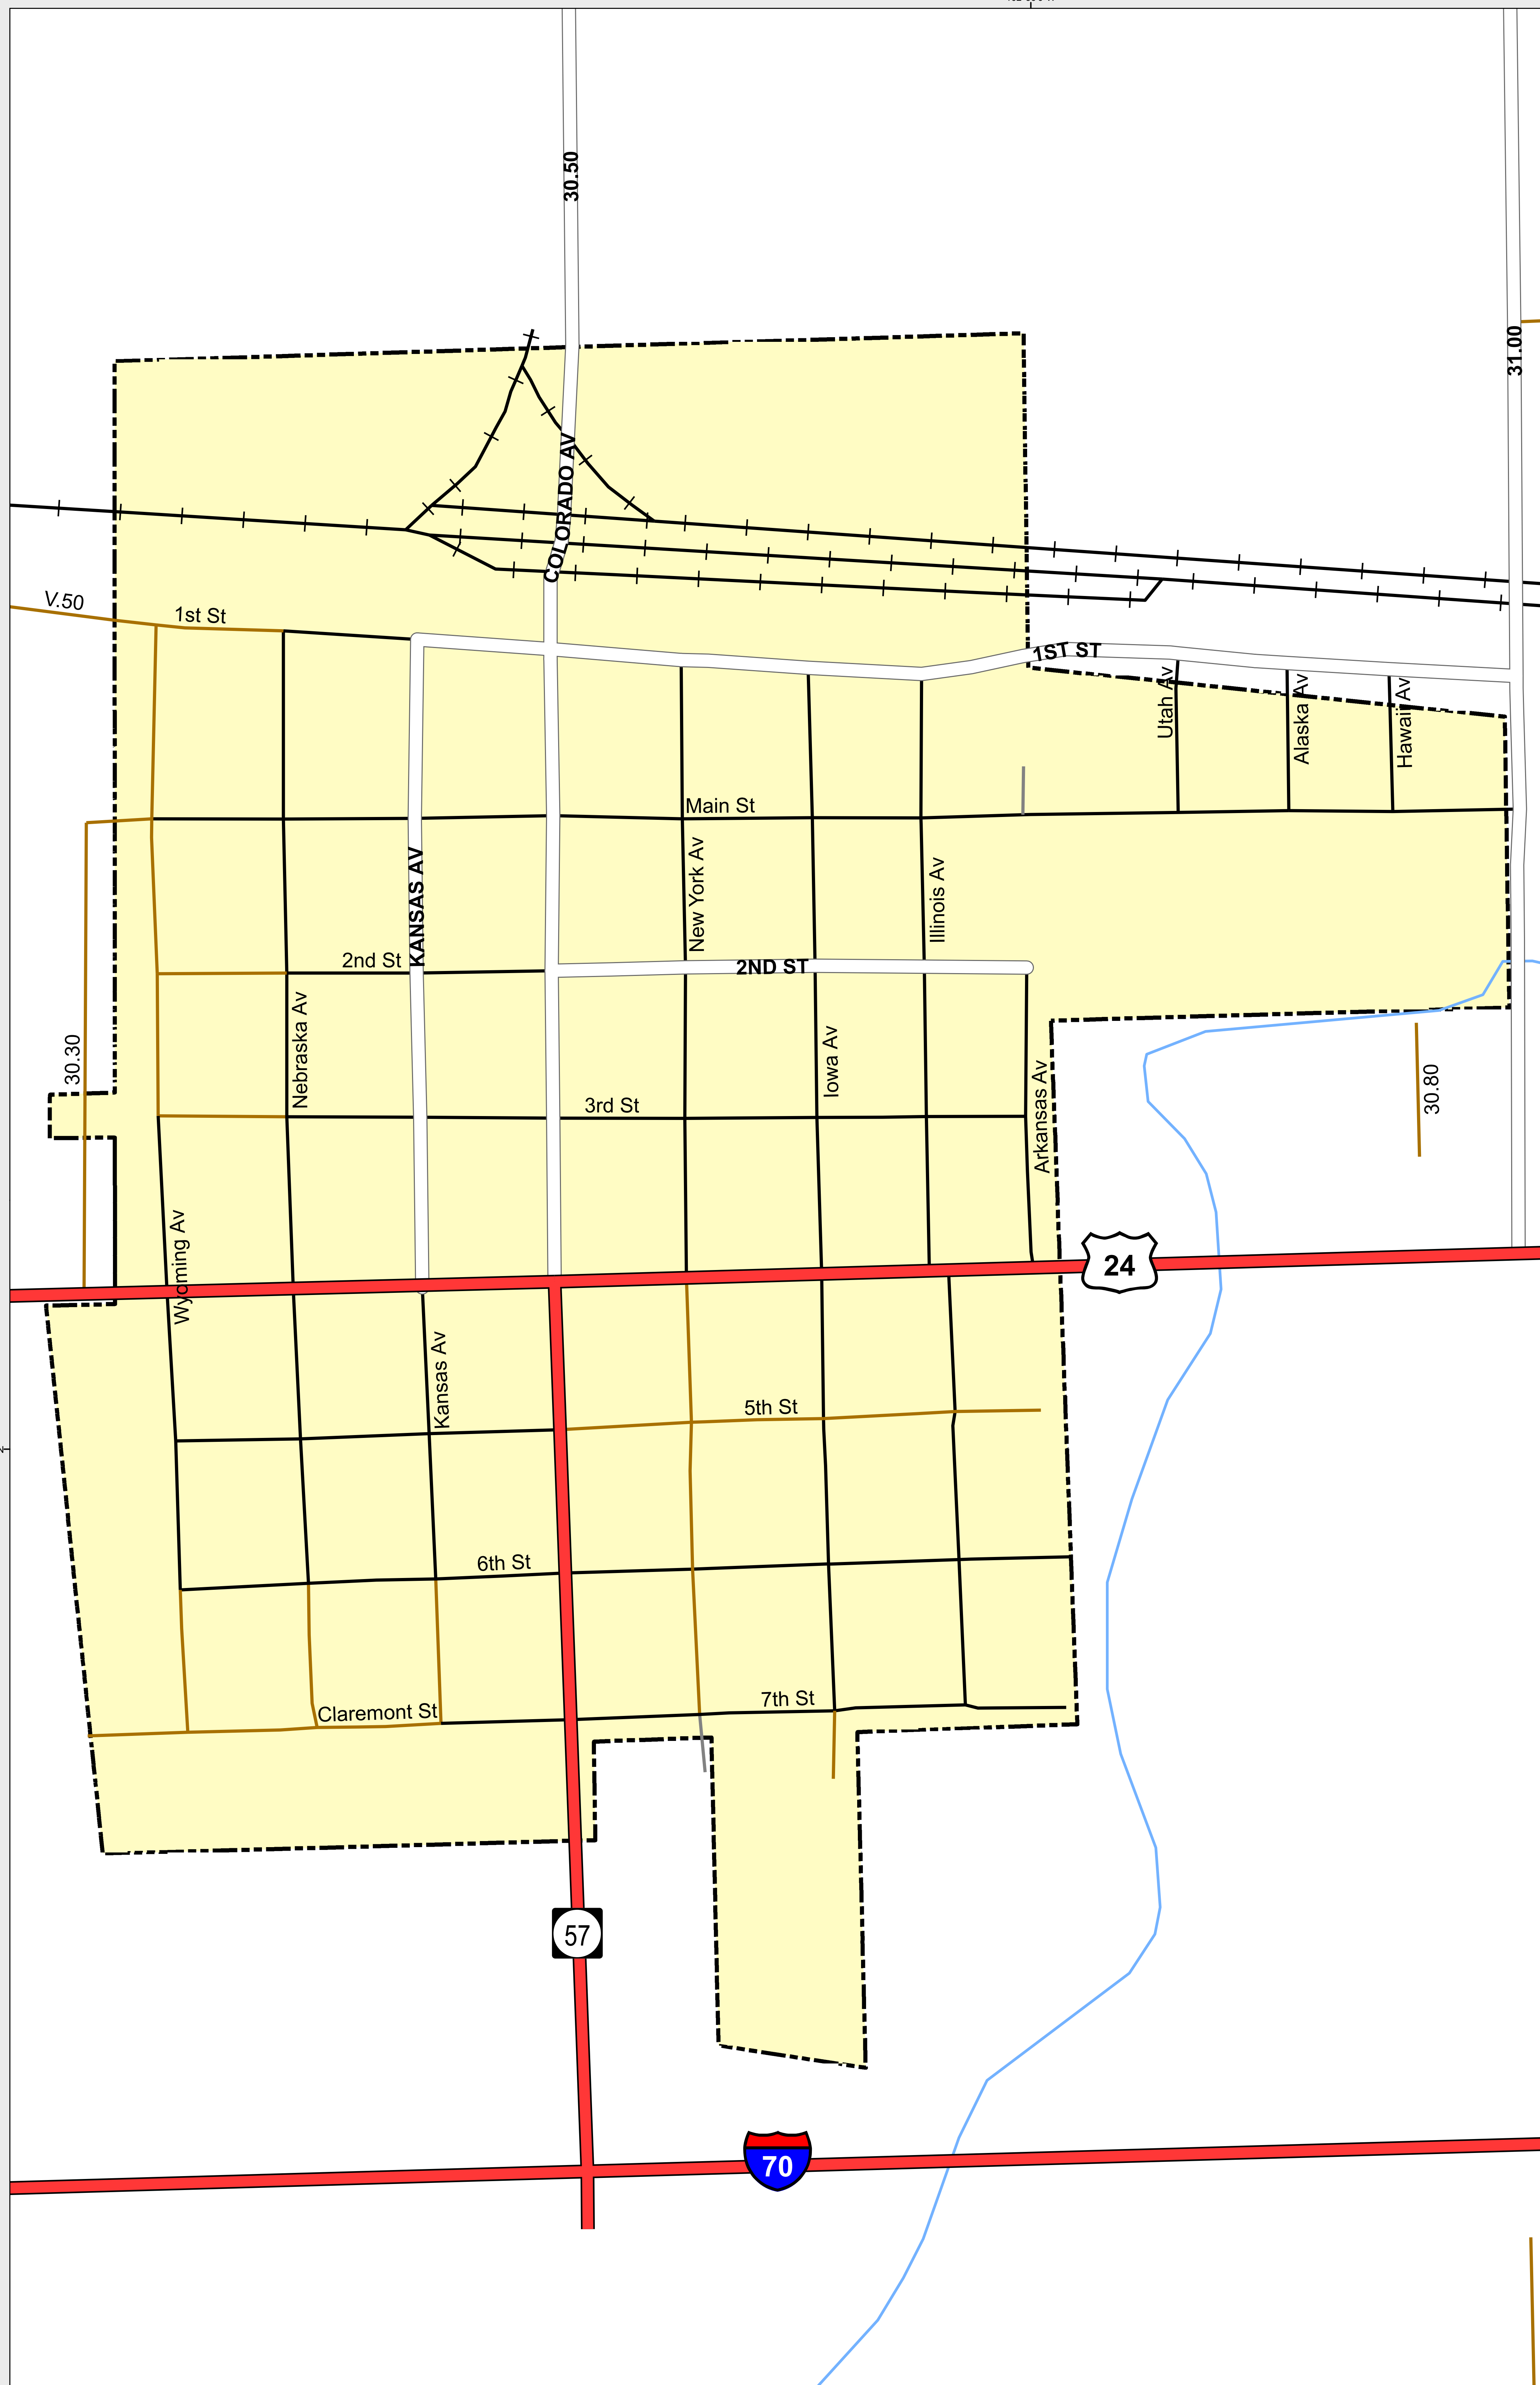 30.50
31.00
COLORADO AV
V.50
1st St
1ST ST
Utah Av
Alaska Av
Hawaii Av
Main St
KANSAS AV
New York Av
Illinois Av
2nd St
2ND ST
30.30
Nebraska Av
Iowa Av
Arkansas Av
30.80
3rd St
Wyoming Av
24
Kansas Av
5th St
6th St
Claremont St
7th St
57
70